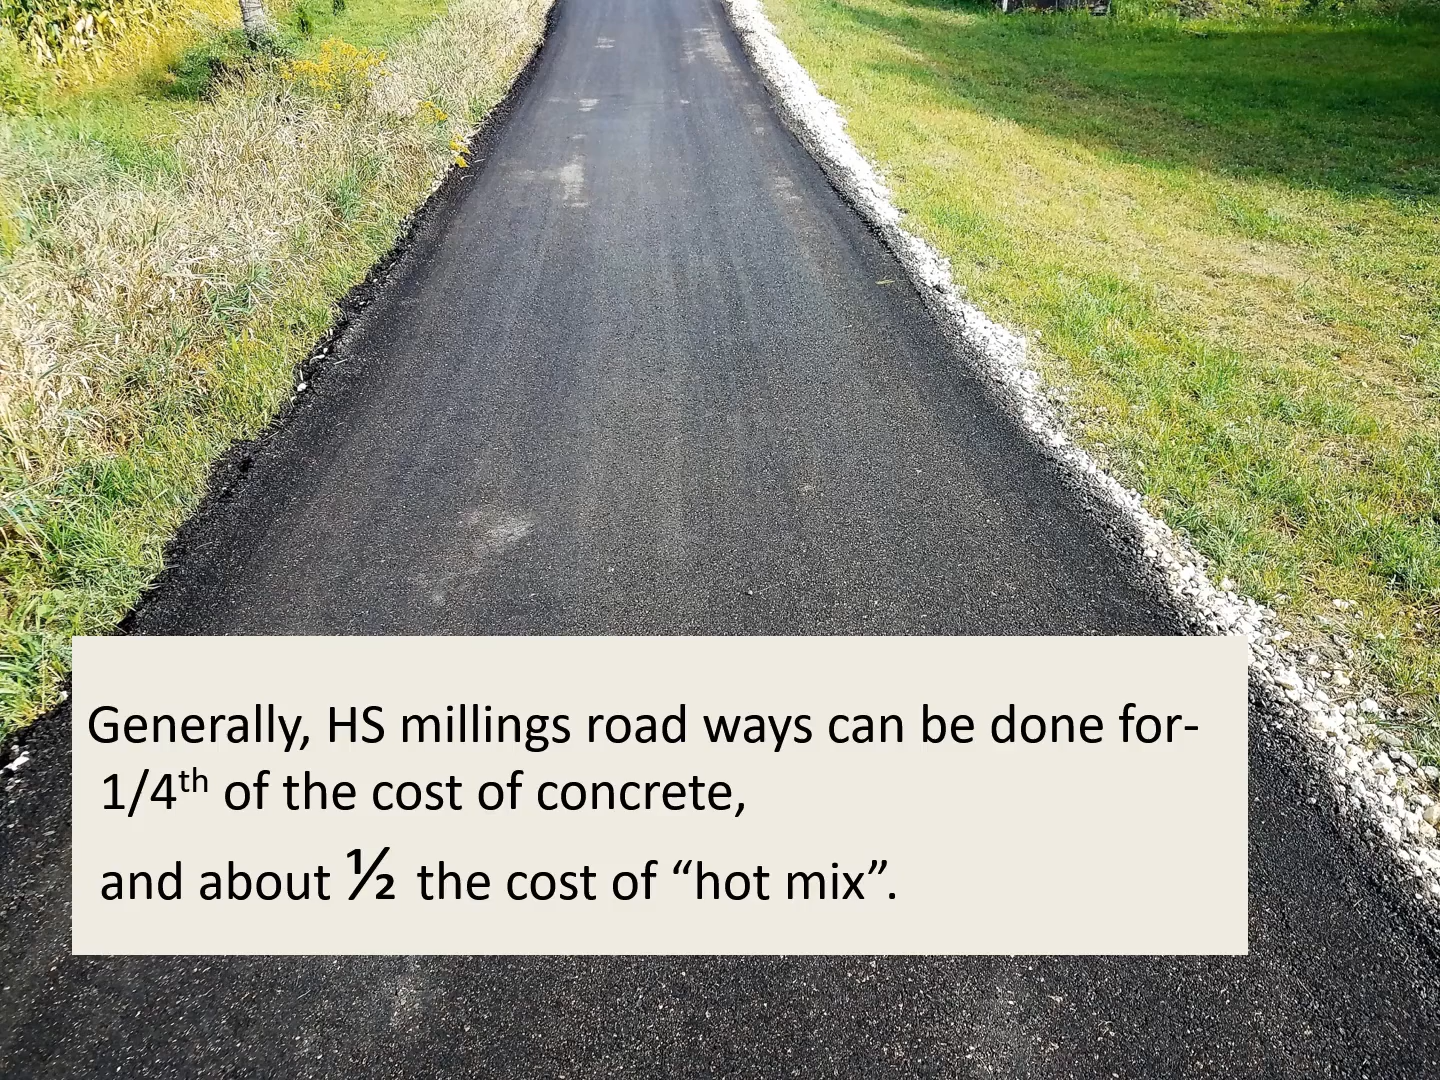 Generally, HS millings road ways can be done for-
1/4th of the cost of concrete,
and about ½ the cost of “hot mix”.